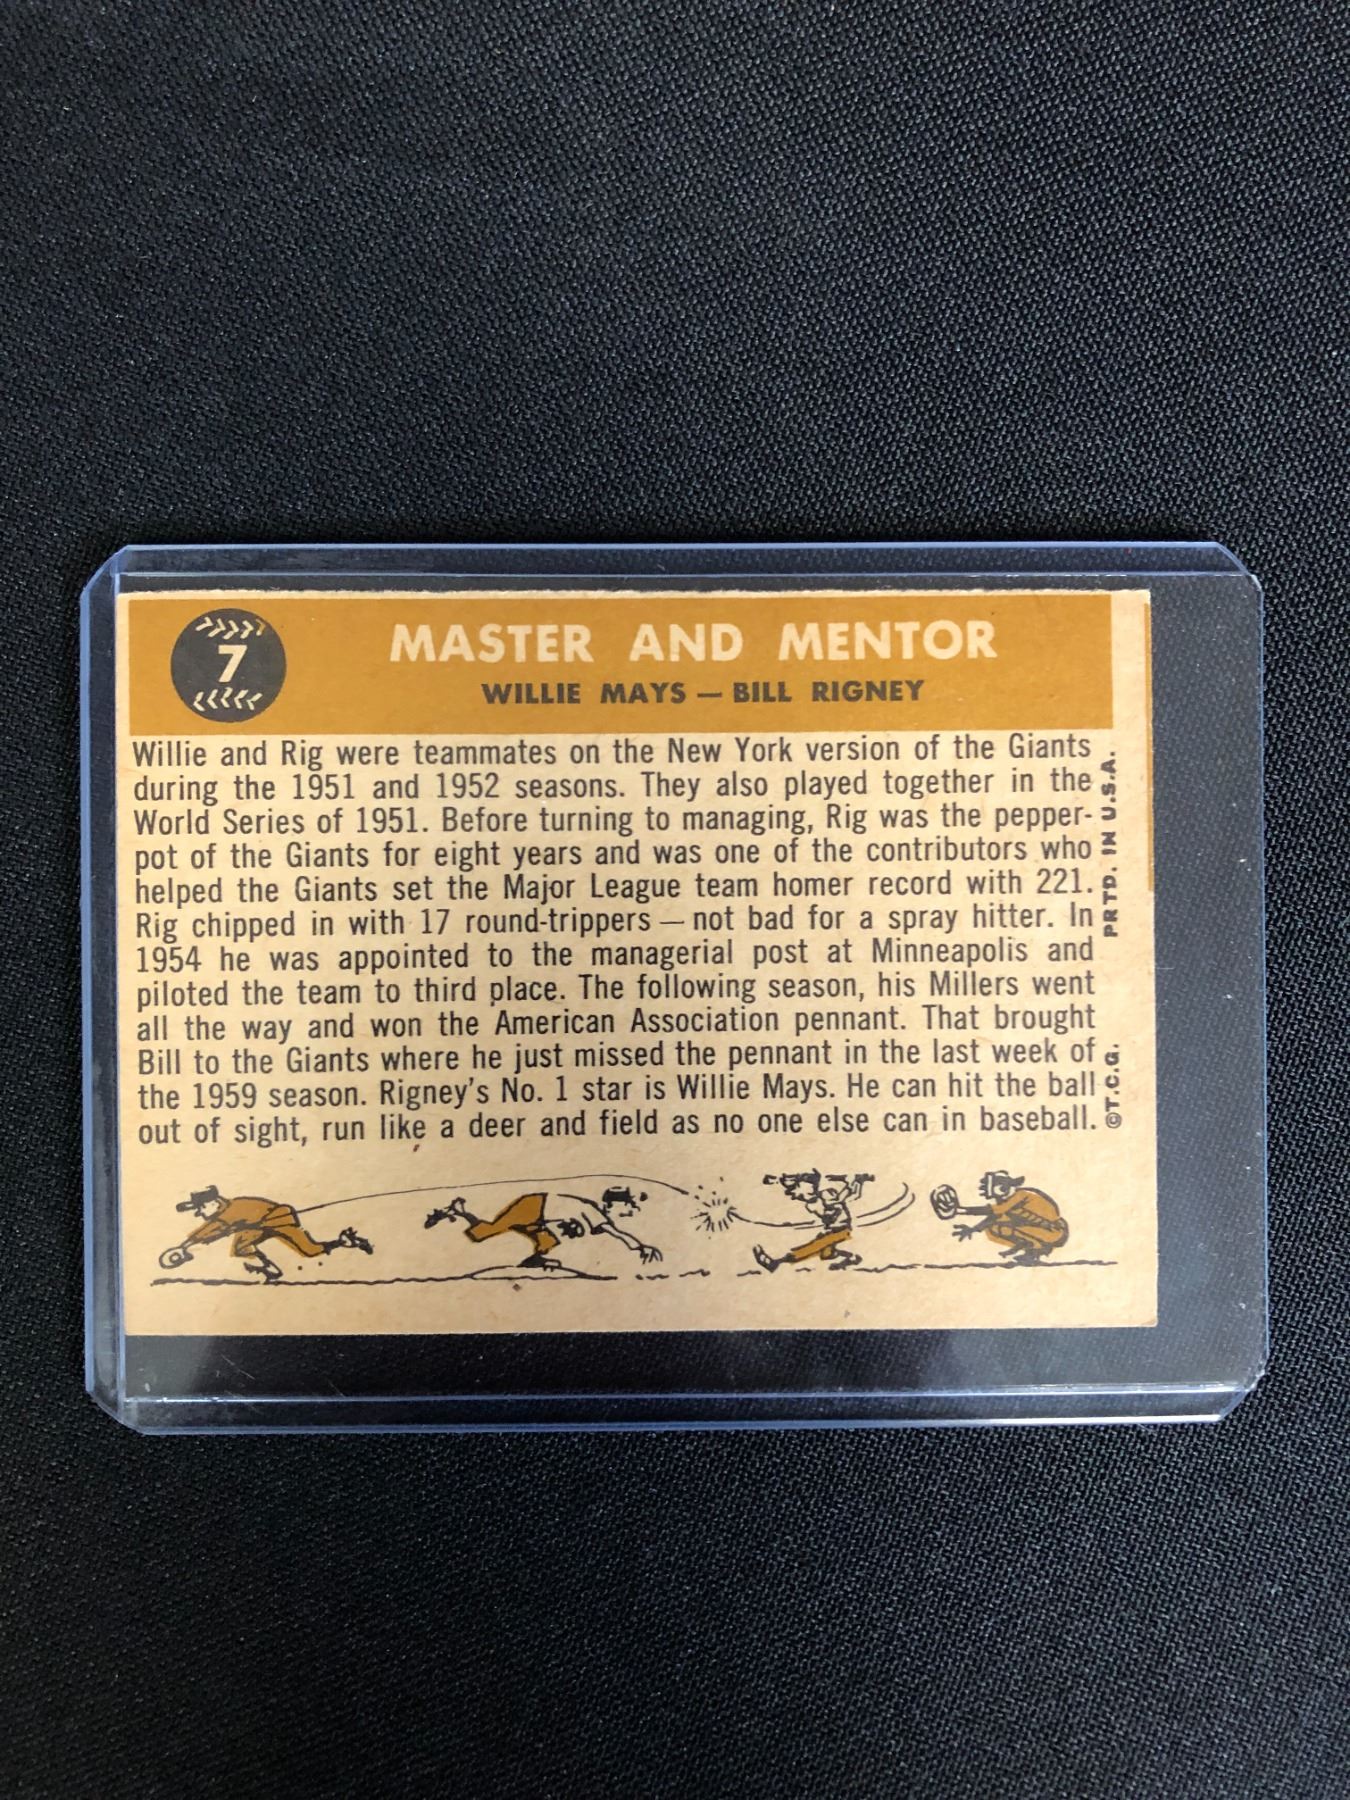 7
MASTER AND MENTOR
WILLIE MAYS — BILL RIGNEY
Willie and Rig were teammates on the New York version of the Giants
during the 1951 and 1952 seasons. They also played together in the
World Series of 1951. Before turning to managing, Rig was the pepper-
pot of the Giants for eight years and was one of the contributors who
helped the Giants set the Major League team homer record with 221.
Rig chipped in with 17 round-trippers — not bad for a spray hitter. In
1954 he was appointed to the managerial post at Minneapolis and
piloted the team to third place. The following season, his Millers went
all the way and won the American Association pennant. That brought
Bill to the Giants where he just missed the pennant in the last week of
the 1959 season. Rigney's No. 1 star is Willie Mays. He can hit the ball
out of sight, run like a deer and field as no one else can in baseball.
©T.C.G. PRTD. IN U.S.A.